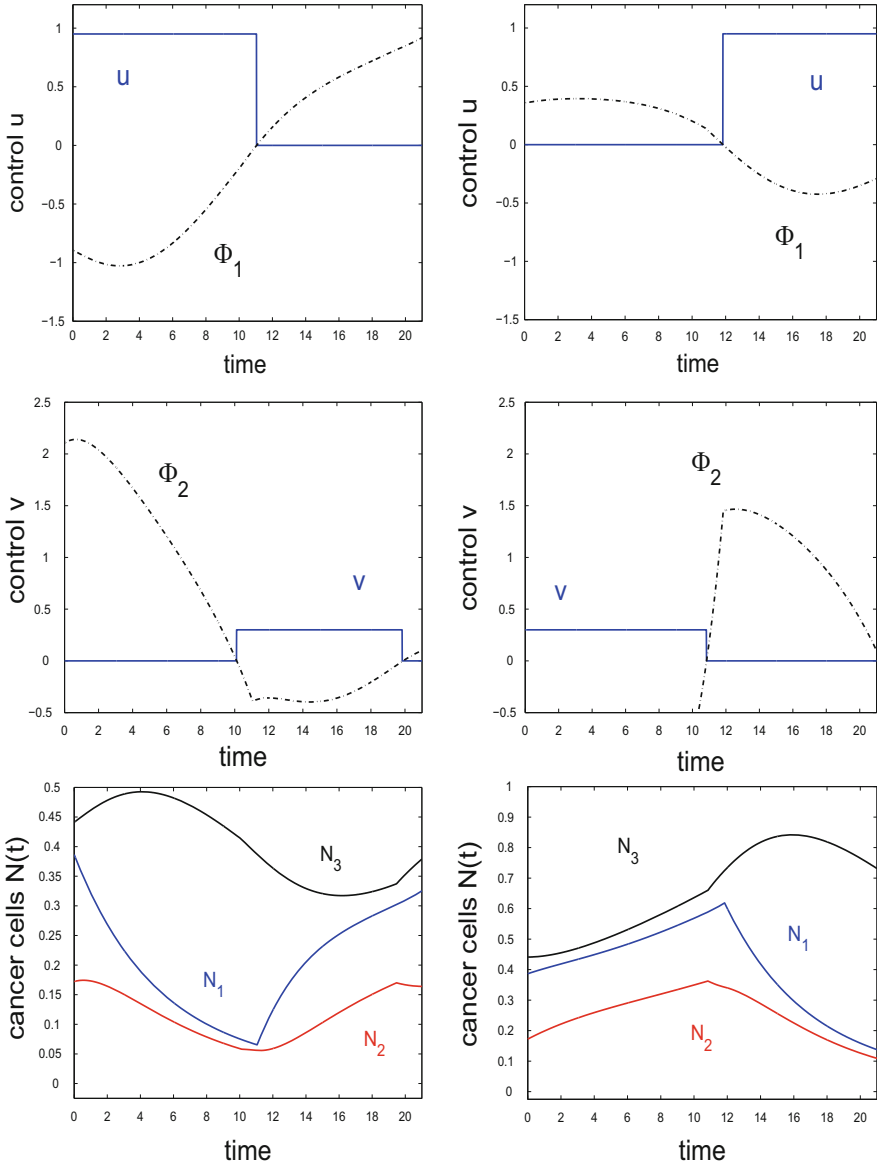 control u
1
0.5
0
−0.5
−1
−1.5
u
Φ1
0 2 4 6 8 10 12 14 16 18 20
time
control u
1
0.5
0
−0.5
−1
−1.5
u
Φ1
0 2 4 6 8 10 12 14 16 18 20
time
control v
2.5
2
1.5
1
0.5
0
−0.5
Φ2
v
0 2 4 6 8 10 12 14 16 18 20
time
control v
2.5
2
1.5
1
0.5
0
−0.5
Φ2
v
0 2 4 6 8 10 12 14 16 18 20
time
cancer cells N(t)
0.5
0.45
0.4
0.35
0.3
0.25
0.2
0.15
0.1
0.05
0
N3
N1
N2
0 2 4 6 8 10 12 14 16 18 20
time
cancer cells N(t)
1
0.9
0.8
0.7
0.6
0.5
0.4
0.3
0.2
0.1
0
N3
N1
N2
0 2 4 6 8 10 12 14 16 18 20
time